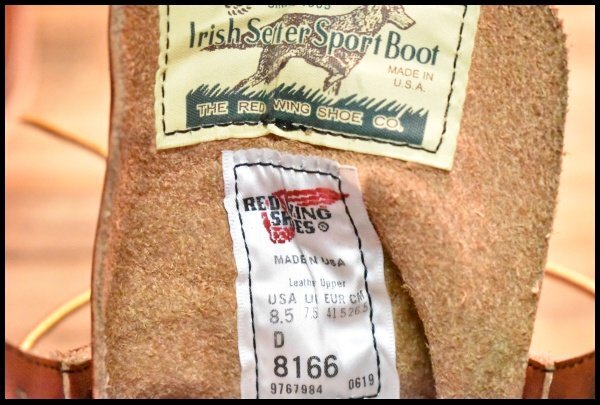 Irish Setter Sport Boot
MADE IN
U.S.A.
THE RED WING SHOE CO.
RED WING
SHOES
MADE IN USA
Leather Upper
USA UK EUR CM
8.5 7.5 41.5 26.5
D
8166
9767984 0619